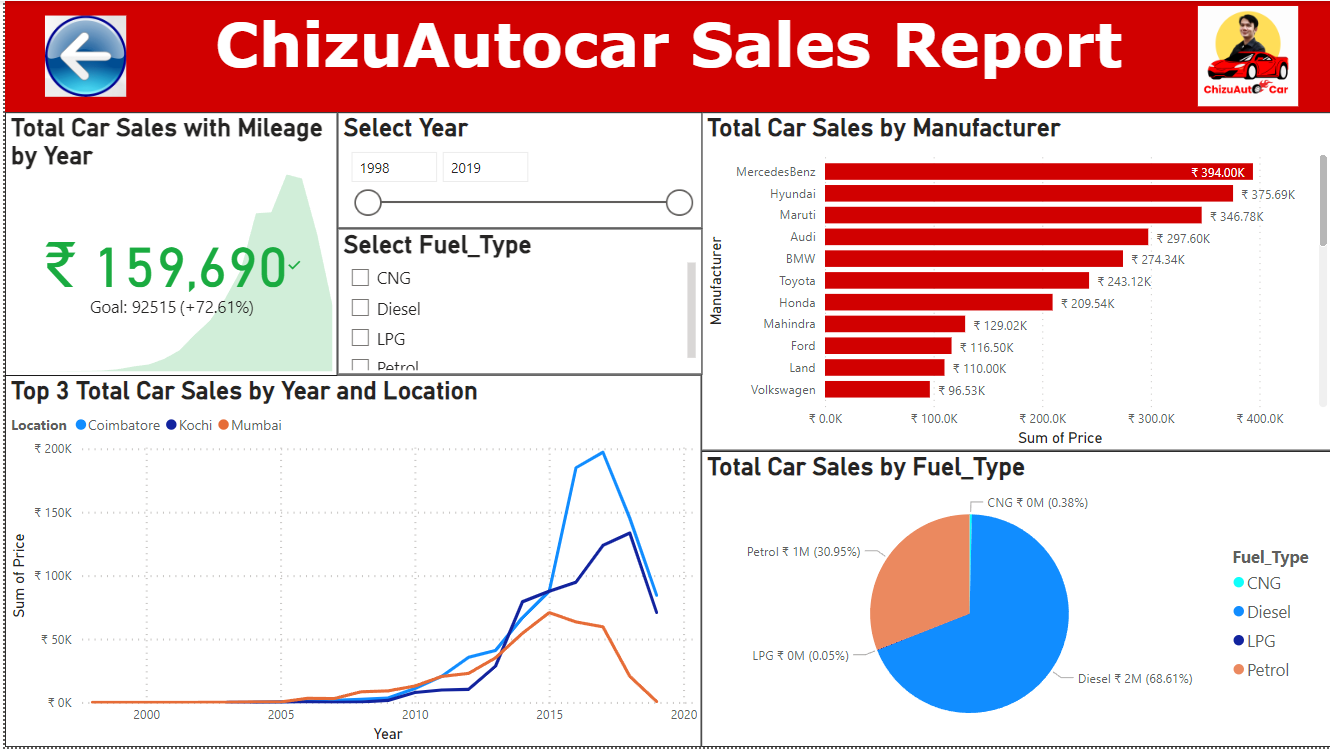 ChizuAutocar Sales Report
ChizuAuto Car
Total Car Sales with Mileage
by Year
₹ 159,690
Goal: 92515 (+72.61%)
Select Year
1998 2019
Select Fuel_Type
CNG
Diesel
LPG
Petrol
Total Car Sales by Manufacturer
Manufacturer
MercedesBenz ₹ 394.00K
Hyundai ₹ 375.69K
Maruti ₹ 346.78K
Audi ₹ 297.60K
BMW ₹ 274.34K
Toyota ₹ 243.12K
Honda ₹ 209.54K
Mahindra ₹ 129.02K
Ford ₹ 116.50K
Land ₹ 110.00K
Volkswagen ₹ 96.53K
₹ 0.0K ₹ 100.0K ₹ 200.0K ₹ 300.0K ₹ 400.0K
Sum of Price
Top 3 Total Car Sales by Year and Location
Location Coimbatore Kochi Mumbai
Sum of Price
₹ 200K
₹ 150K
₹ 100K
₹ 50K
₹ 0K
2000 2005 2010 2015 2020
Year
Total Car Sales by Fuel_Type
CNG ₹ 0M (0.38%)
Petrol ₹ 1M (30.95%)
LPG ₹ 0M (0.05%)
Diesel ₹ 2M (68.61%)
Fuel_Type
CNG
Diesel
LPG
Petrol